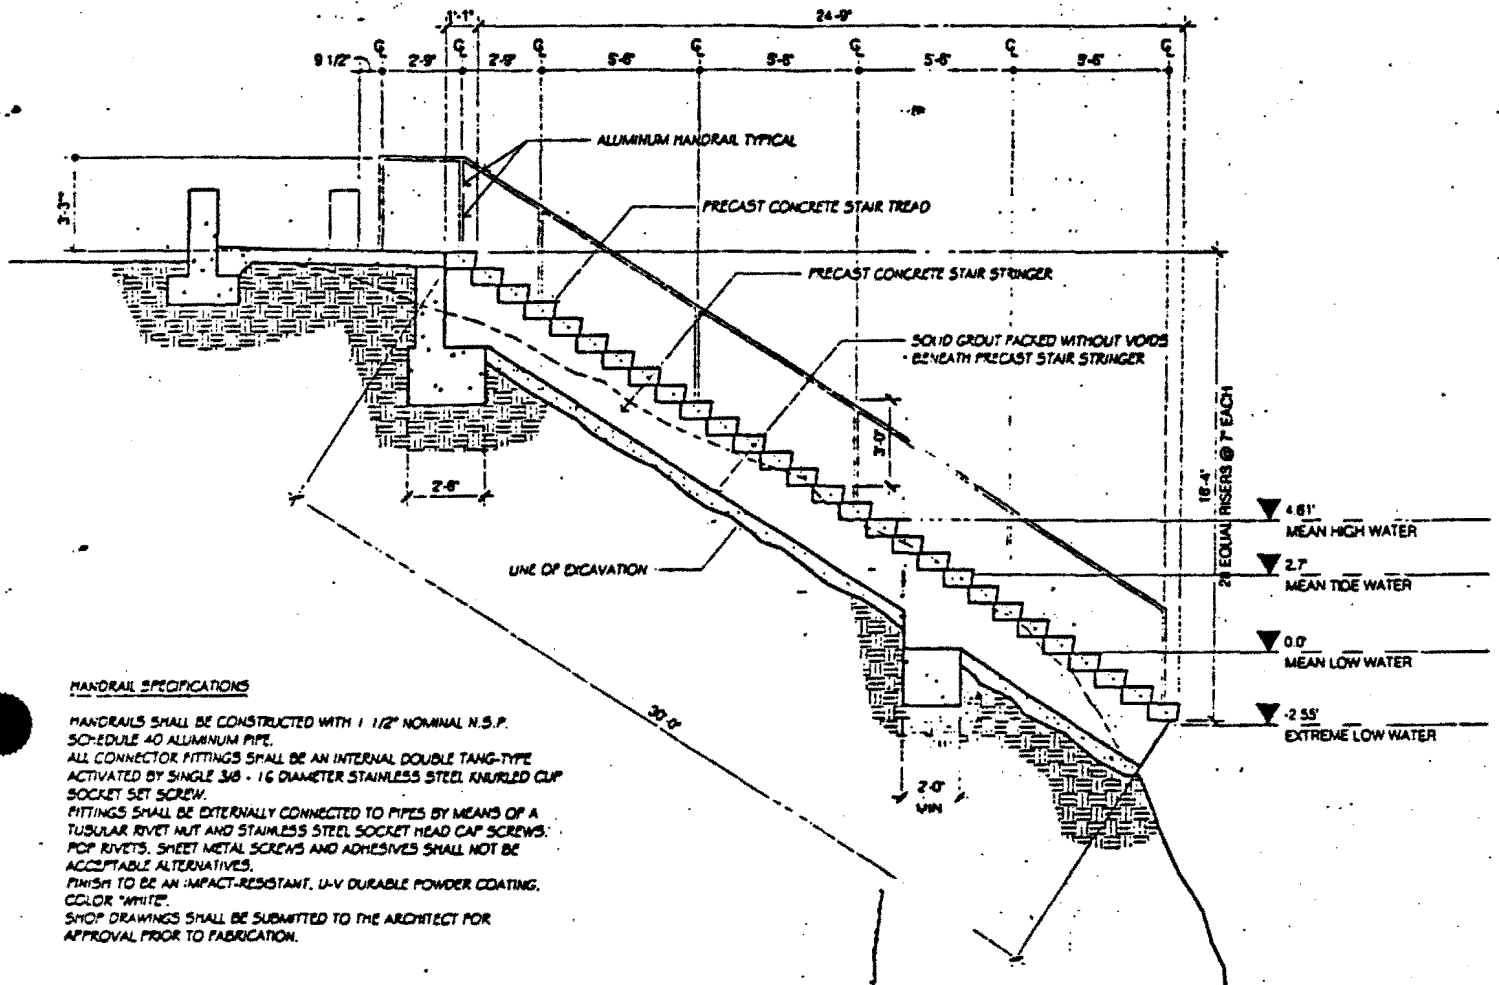 1'-1"
24'-9"
9 1/2"
2'-9"
2'-9"
5'-6"
5'-6"
5'-6"
5'-6"
3'-3"
ALUMINUM HANDRAIL TYPICAL
PRECAST CONCRETE STAIR TREAD
PRECAST CONCRETE STAIR STRINGER
SOLID GROUT PACKED WITHOUT VOIDS
BENEATH PRECAST STAIR STRINGER
3'-0"
16'-4"
28 EQUAL RISERS @ 7" EACH
2'-6"
LINE OF EXCAVATION
4.61'
MEAN HIGH WATER
2.7'
MEAN TIDE WATER
0.0'
MEAN LOW WATER
-2.55'
EXTREME LOW WATER
30'-0"
2'-0"
MIN
HANDRAIL SPECIFICATIONS
HANDRAILS SHALL BE CONSTRUCTED WITH 1 1/2" NOMINAL N.S.P.
SCHEDULE 40 ALUMINUM PIPE.
ALL CONNECTOR FITTINGS SHALL BE AN INTERNAL DOUBLE TANG-TYPE
ACTIVATED BY SINGLE 3/8 - 16 DIAMETER STAINLESS STEEL KNURLED CUP
SOCKET SET SCREW.
FITTINGS SHALL BE EXTERNALLY CONNECTED TO PIPES BY MEANS OF A
TUBULAR RIVET NUT AND STAINLESS STEEL SOCKET HEAD CAP SCREWS.
POP RIVETS, SHEET METAL SCREWS AND ADHESIVES SHALL NOT BE
ACCEPTABLE ALTERNATIVES.
FINISH TO BE AN IMPACT-RESISTANT, U-V DURABLE POWDER COATING,
COLOR "WHITE".
SHOP DRAWINGS SHALL BE SUBMITTED TO THE ARCHITECT FOR
APPROVAL PRIOR TO FABRICATION.